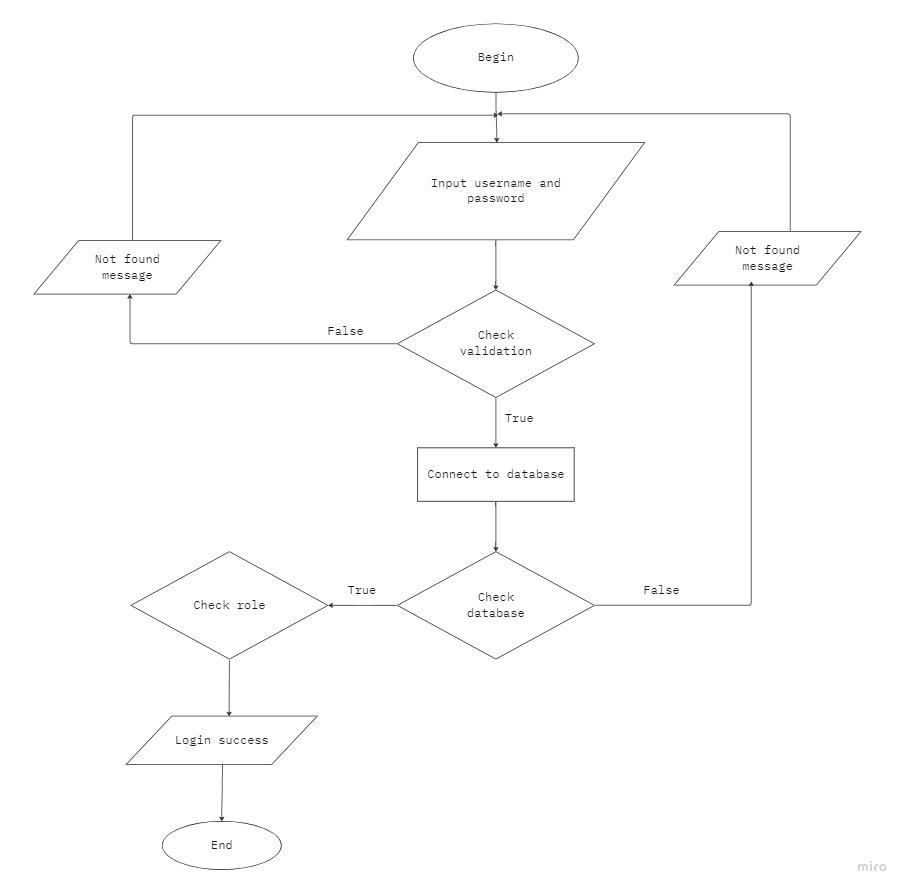 Begin
Input username and
password
Not found
message
Not found
message
False
Check
validation
True
Connect to database
Check role
True
Check
database
False
Login success
End
miro